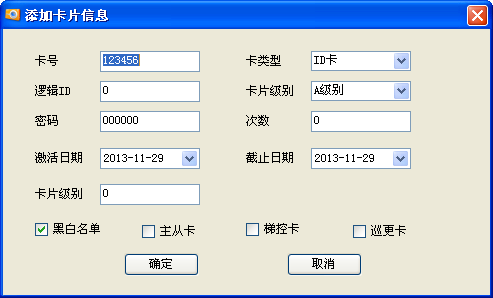 添加卡片信息
卡号 123456 卡类型 ID卡
逻辑ID 0 卡片级别 A级别
密码 000000 次数 0
激活日期 2013-11-29 截止日期 2013-11-29
卡片级别 0
黑白名单 主从卡 梯控卡 巡更卡
确定 取消